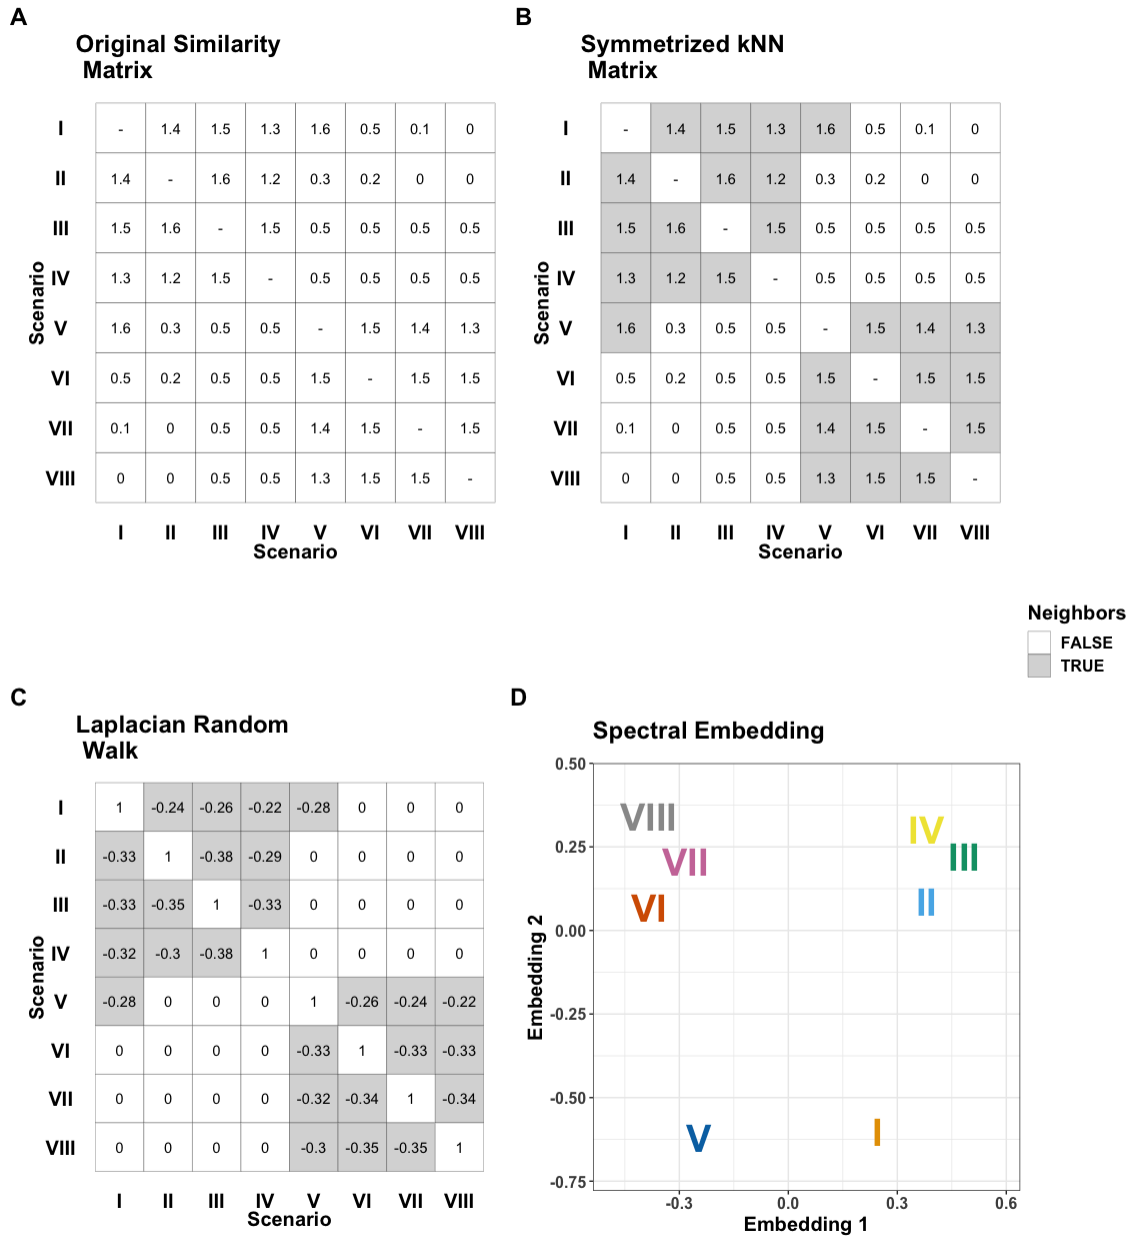 A
Original Similarity
Matrix
I - 1.4 1.5 1.3 1.6 0.5 0.1 0
II 1.4 - 1.6 1.2 0.3 0.2 0 0
III 1.5 1.6 - 1.5 0.5 0.5 0.5 0.5
IV 1.3 1.2 1.5 - 0.5 0.5 0.5 0.5
V 1.6 0.3 0.5 0.5 - 1.5 1.4 1.3
VI 0.5 0.2 0.5 0.5 1.5 - 1.5 1.5
VII 0.1 0 0.5 0.5 1.4 1.5 - 1.5
VIII 0 0 0.5 0.5 1.3 1.5 1.5 -
I II III IV V VI VII VIII
Scenario
Scenario
B
Symmetrized kNN
Matrix
I - 1.4 1.5 1.3 1.6 0.5 0.1 0
II 1.4 - 1.6 1.2 0.3 0.2 0 0
III 1.5 1.6 - 1.5 0.5 0.5 0.5 0.5
IV 1.3 1.2 1.5 - 0.5 0.5 0.5 0.5
V 1.6 0.3 0.5 0.5 - 1.5 1.4 1.3
VI 0.5 0.2 0.5 0.5 1.5 - 1.5 1.5
VII 0.1 0 0.5 0.5 1.4 1.5 - 1.5
VIII 0 0 0.5 0.5 1.3 1.5 1.5 -
I II III IV V VI VII VIII
Scenario
Scenario
Neighbors
FALSE
TRUE
C
Laplacian Random
Walk
I 1 -0.24 -0.26 -0.22 -0.28 0 0 0
II -0.33 1 -0.38 -0.29 0 0 0 0
III -0.33 -0.35 1 -0.33 0 0 0 0
IV -0.32 -0.3 -0.38 1 0 0 0 0
V -0.28 0 0 0 1 -0.26 -0.24 -0.22
VI 0 0 0 0 -0.33 1 -0.33 -0.33
VII 0 0 0 0 -0.32 -0.34 1 -0.34
VIII 0 0 0 0 -0.3 -0.35 -0.35 1
I II III IV V VI VII VIII
Scenario
Scenario
D
Spectral Embedding
0.50
0.25
0.00
-0.25
-0.50
-0.75
Embedding 2
VIII
IV
VII
III
VI
II
V
I
-0.3 0.0 0.3 0.6
Embedding 1